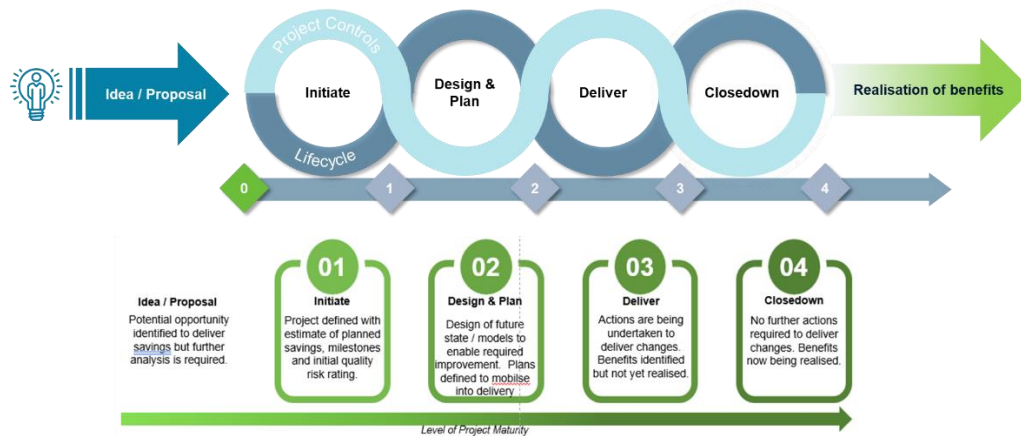 Project Controls
Idea / Proposal
Initiate
Design &
Plan
Deliver
Closedown
Realisation of benefits
Lifecycle
0
1
2
3
4
01
02
03
04
Idea / Proposal
Potential opportunity
identified to deliver
savings but further
analysis is required.
Initiate
Project defined with
estimate of planned
savings, milestones
and initial quality
risk rating.
Design & Plan
Design of future
state / models to
enable required
improvement. Plans
defined to mobilise
into delivery
Deliver
Actions are being
undertaken to
deliver changes.
Benefits identified
but not yet realised.
Closedown
No further actions
required to deliver
changes. Benefits
now being realised.
Level of Project Maturity